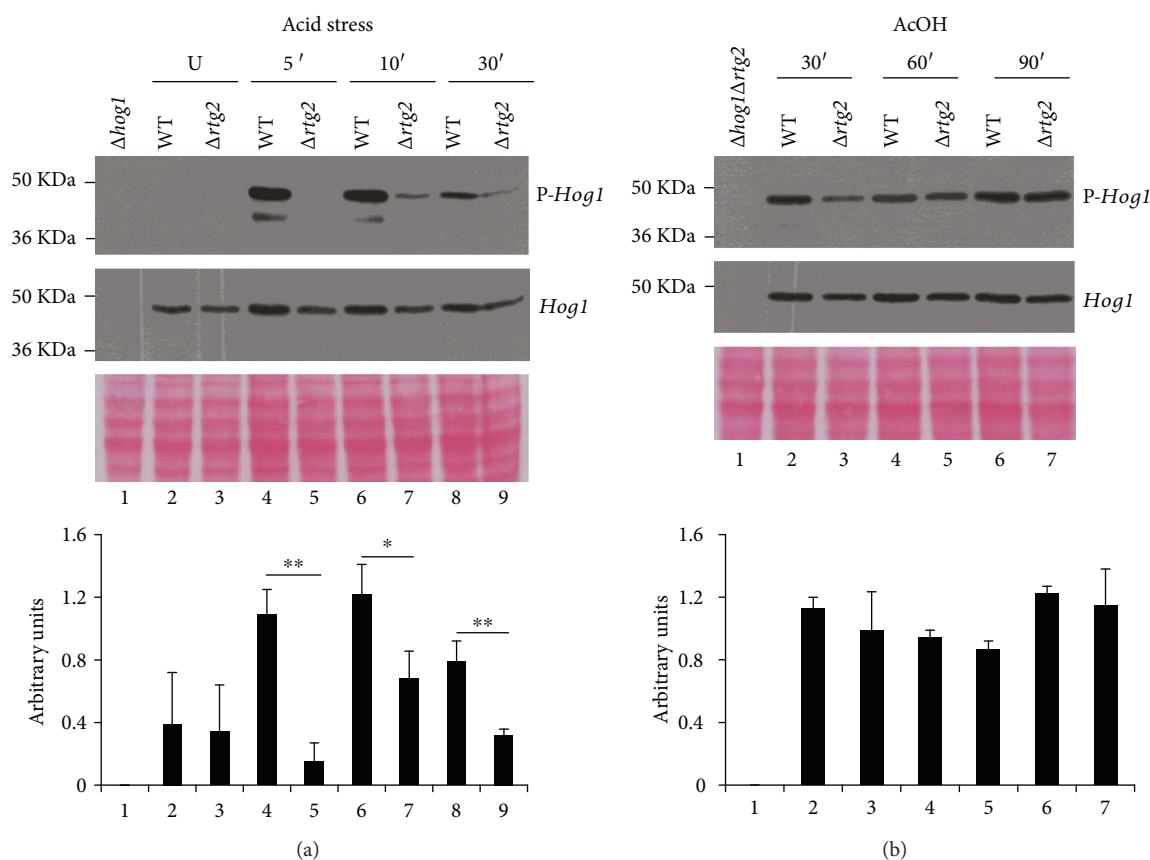 Acid stress
U 5′ 10′ 30′
Δhog1 WT Δrtg2 WT Δrtg2 WT Δrtg2 WT Δrtg2
50 KDa
P-Hog1
36 KDa
50 KDa
Hog1
36 KDa
1 2 3 4 5 6 7 8 9
1.6
1.2
0.8
0.4
0
Arbitrary units
** * **
1 2 3 4 5 6 7 8 9
(a)
AcOH
30′ 60′ 90′
Δhog1Δrtg2 WT Δrtg2 WT Δrtg2 WT Δrtg2
50 KDa
P-Hog1
36 KDa
50 KDa
Hog1
1 2 3 4 5 6 7
1.6
1.2
0.8
0.4
0
Arbitrary units
1 2 3 4 5 6 7
(b)